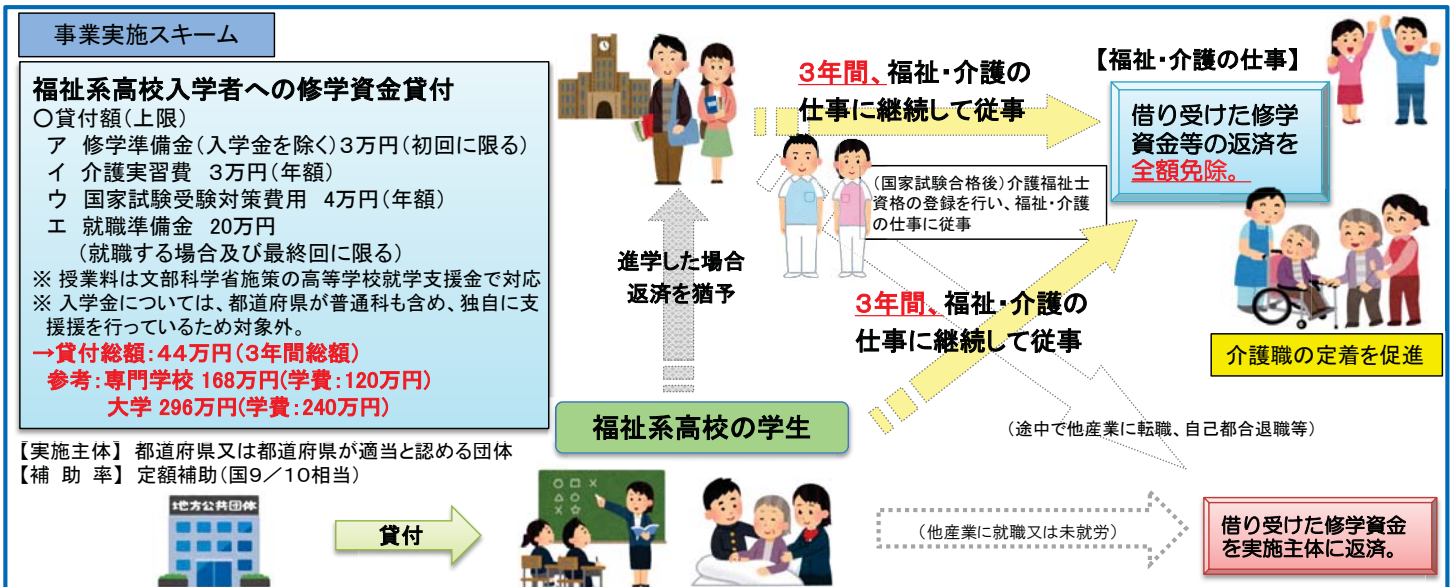 事業実施スキーム
福祉系高校入学者への修学資金貸付
〇貸付額(上限)
ア 修学準備金(入学金を除く)3万円(初回に限る)
イ 介護実習費 3万円(年額)
ウ 国家試験受験対策費用 4万円(年額)
エ 就職準備金 20万円
(就職する場合及び最終回に限る)
※ 授業料は文部科学省施策の高等学校就学支援金で対応
※ 入学金については、都道府県が普通科も含め、独自に支
援援を行っているため対象外。
→貸付総額:44万円(3年間総額)
参考:専門学校 168万円(学費:120万円)
大学 296万円(学費:240万円)
【実施主体】 都道府県又は都道府県が適当と認める団体
【補 助 率】 定額補助(国9/10相当)
地方公共団体
貸付
福祉系高校の学生
進学した場合
返済を猶予
3年間、福祉・介護の
仕事に継続して従事
(国家試験合格後)介護福祉士
資格の登録を行い、福祉・介護
の仕事に従事
3年間、福祉・介護の
仕事に継続して従事
【福祉・介護の仕事】
借り受けた修学
資金等の返済を
全額免除。
介護職の定着を促進
(途中で他産業に転職、自己都合退職等)
(他産業に就職又は未就労)
借り受けた修学資金
を実施主体に返済。